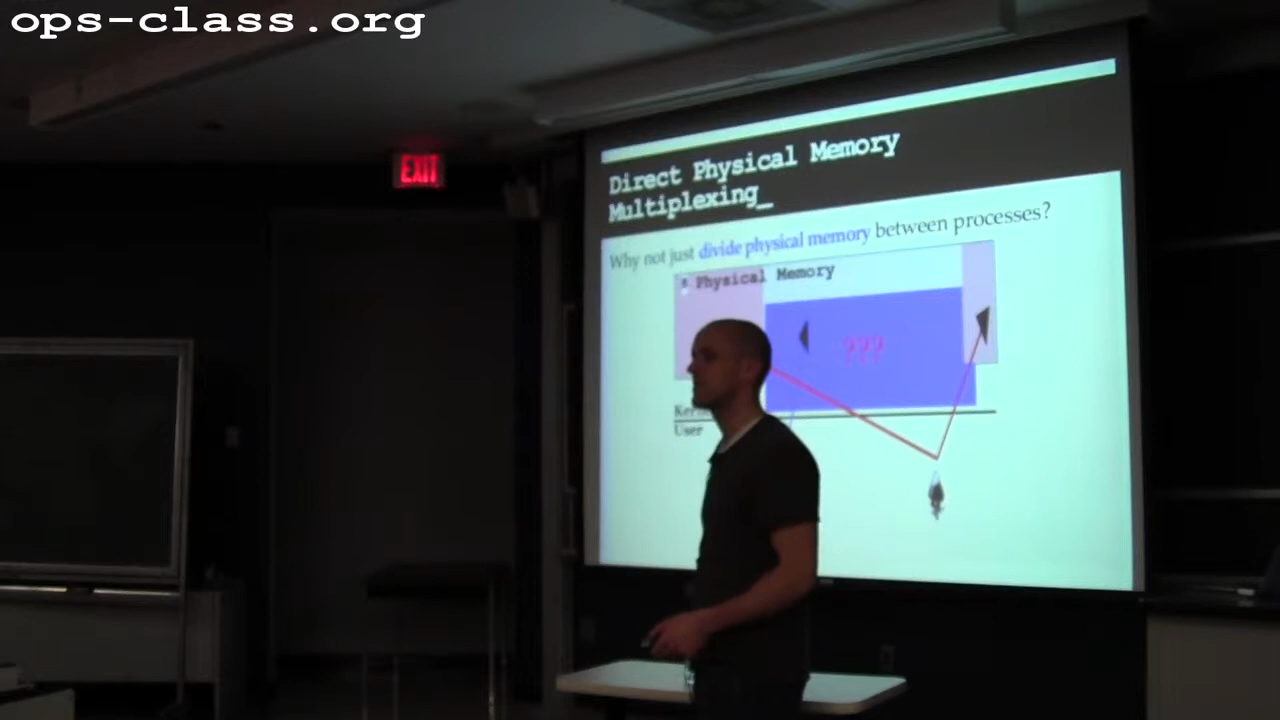 ops-class.org
EXIT
Direct Physical Memory
Multiplexing_
Why not just divide physical memory between processes?
Physical Memory
???
User